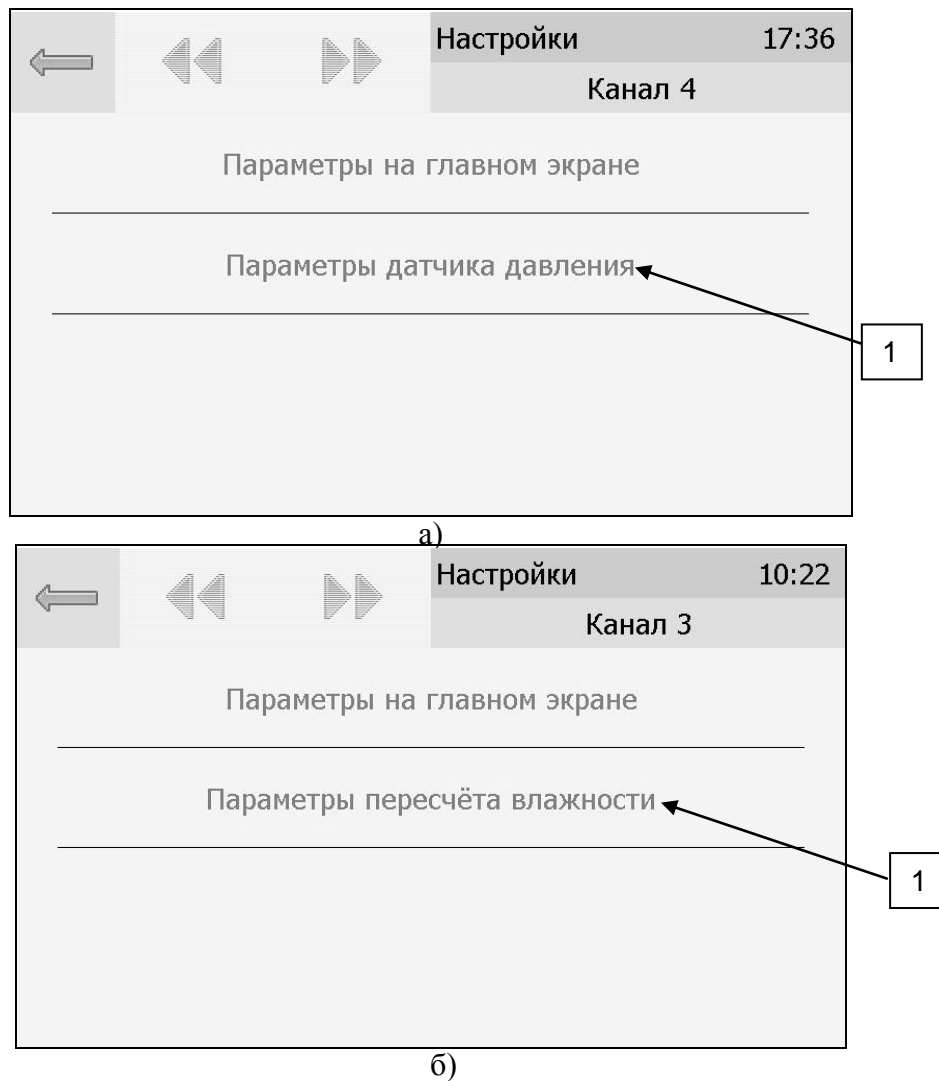 Настройки 17:36
Канал 4
Параметры на главном экране
Параметры датчика давления
1
а)
Настройки 10:22
Канал 3
Параметры на главном экране
Параметры пересчёта влажности
1
б)